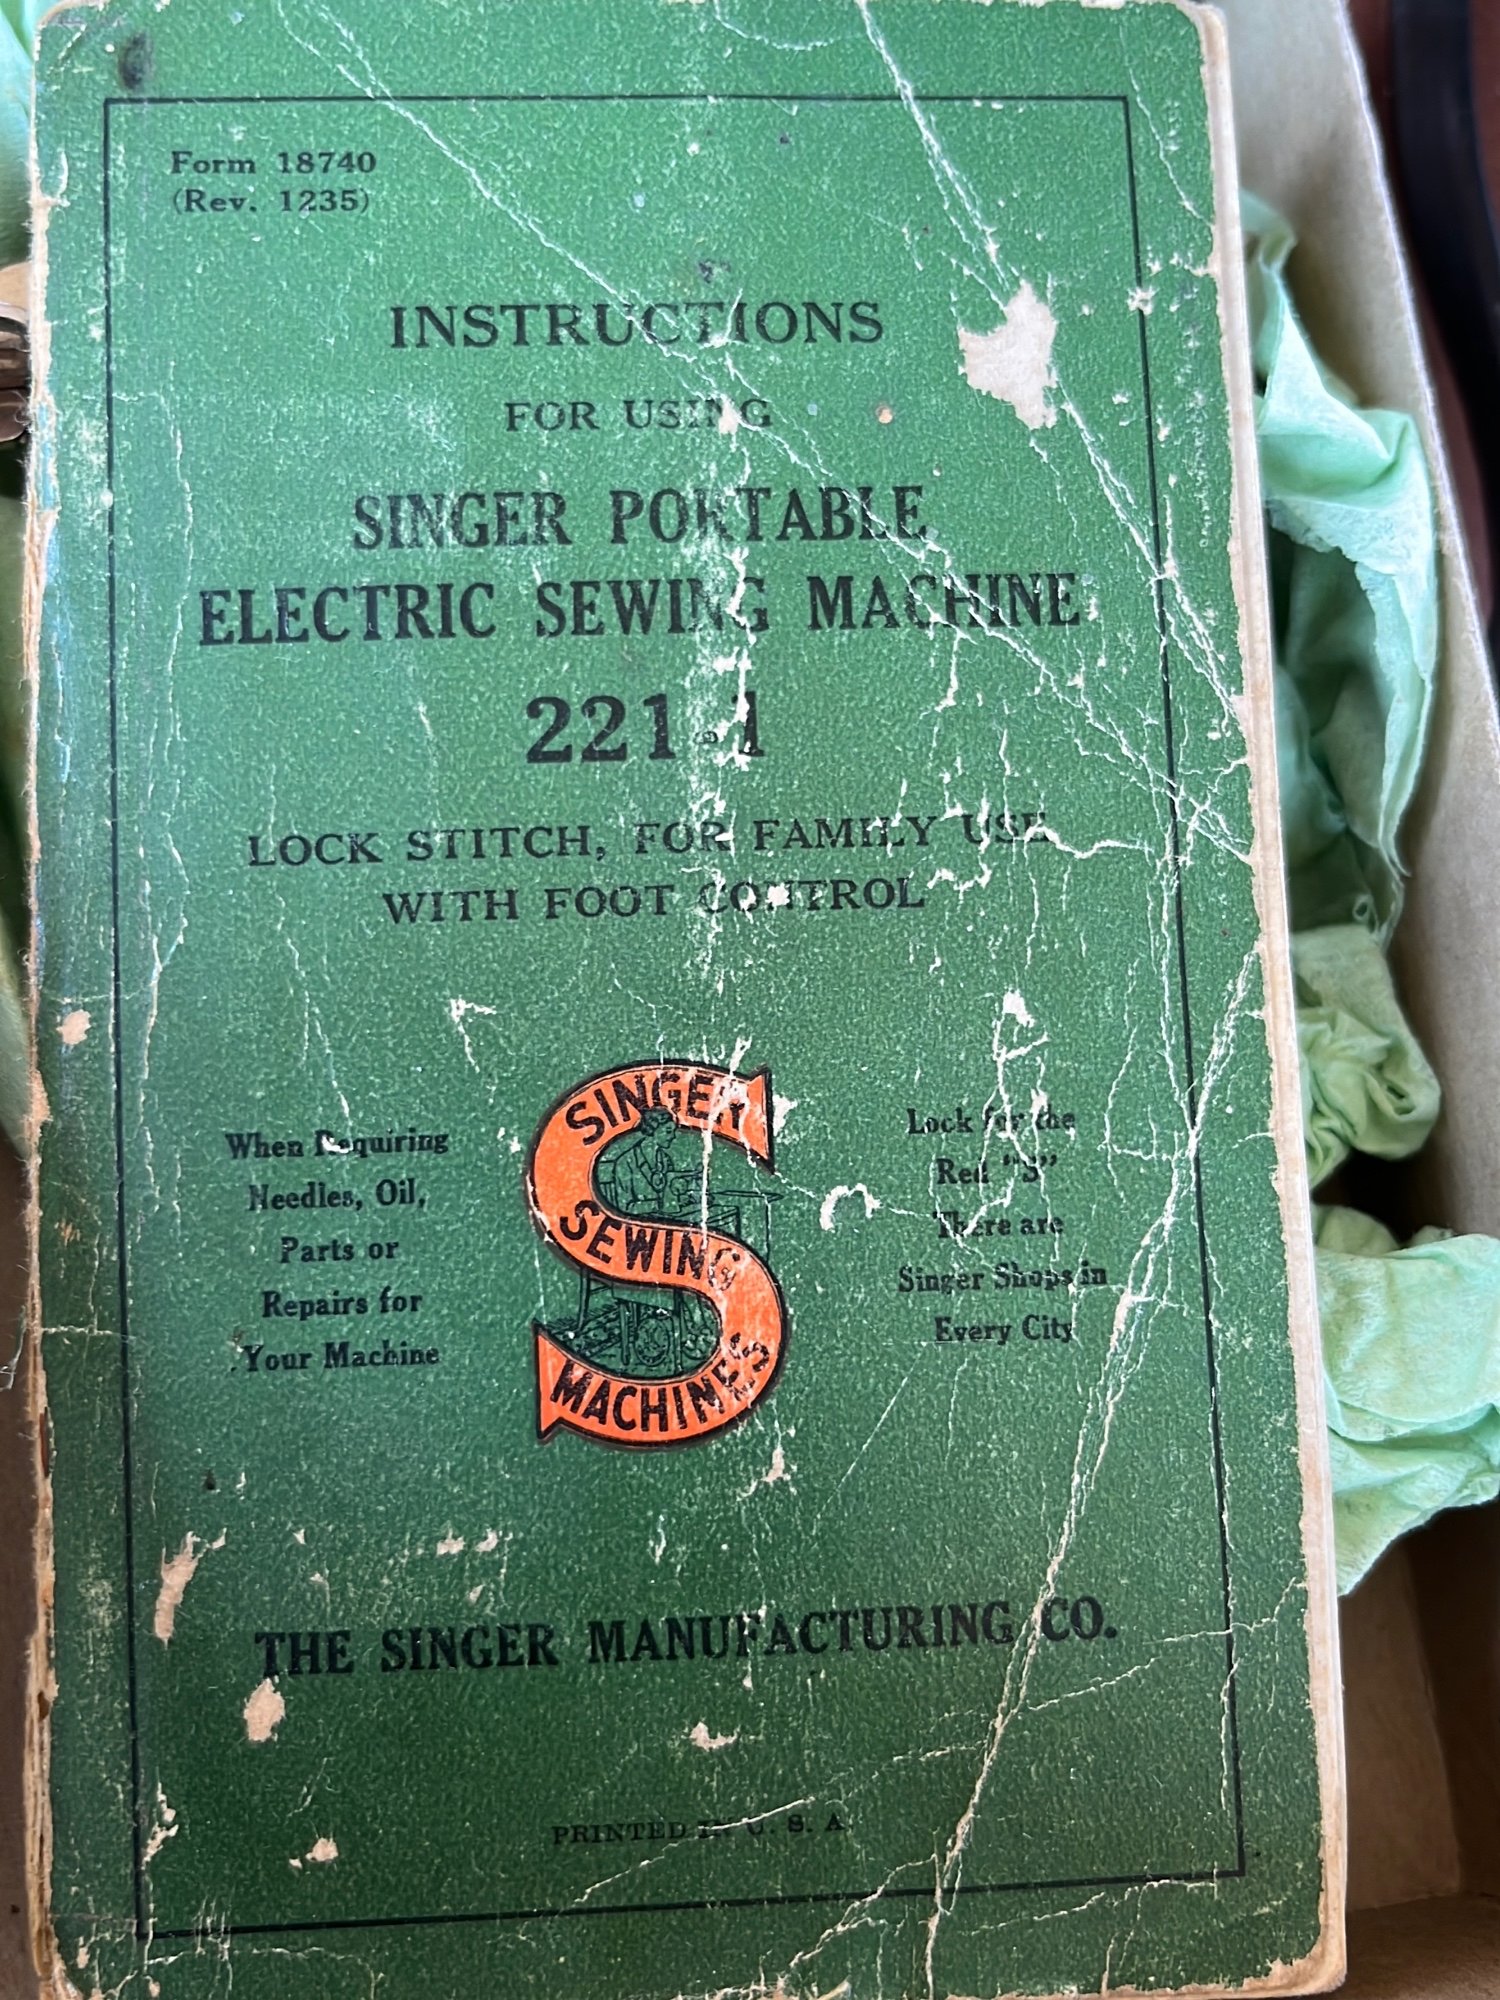 Form 18740
(Rev. 1235)
INSTRUCTIONS
FOR USING
SINGER PORTABLE
ELECTRIC SEWING MACHINE
221-1
LOCK STITCH, FOR FAMILY USE
WITH FOOT CONTROL
When Requiring
Needles, Oil,
Parts or
Repairs for
Your Machine
SINGER
SEWING
MACHINES
Look for the
Red "S"
There are
Singer Shops in
Every City
THE SINGER MANUFACTURING CO.
PRINTED IN U. S. A.